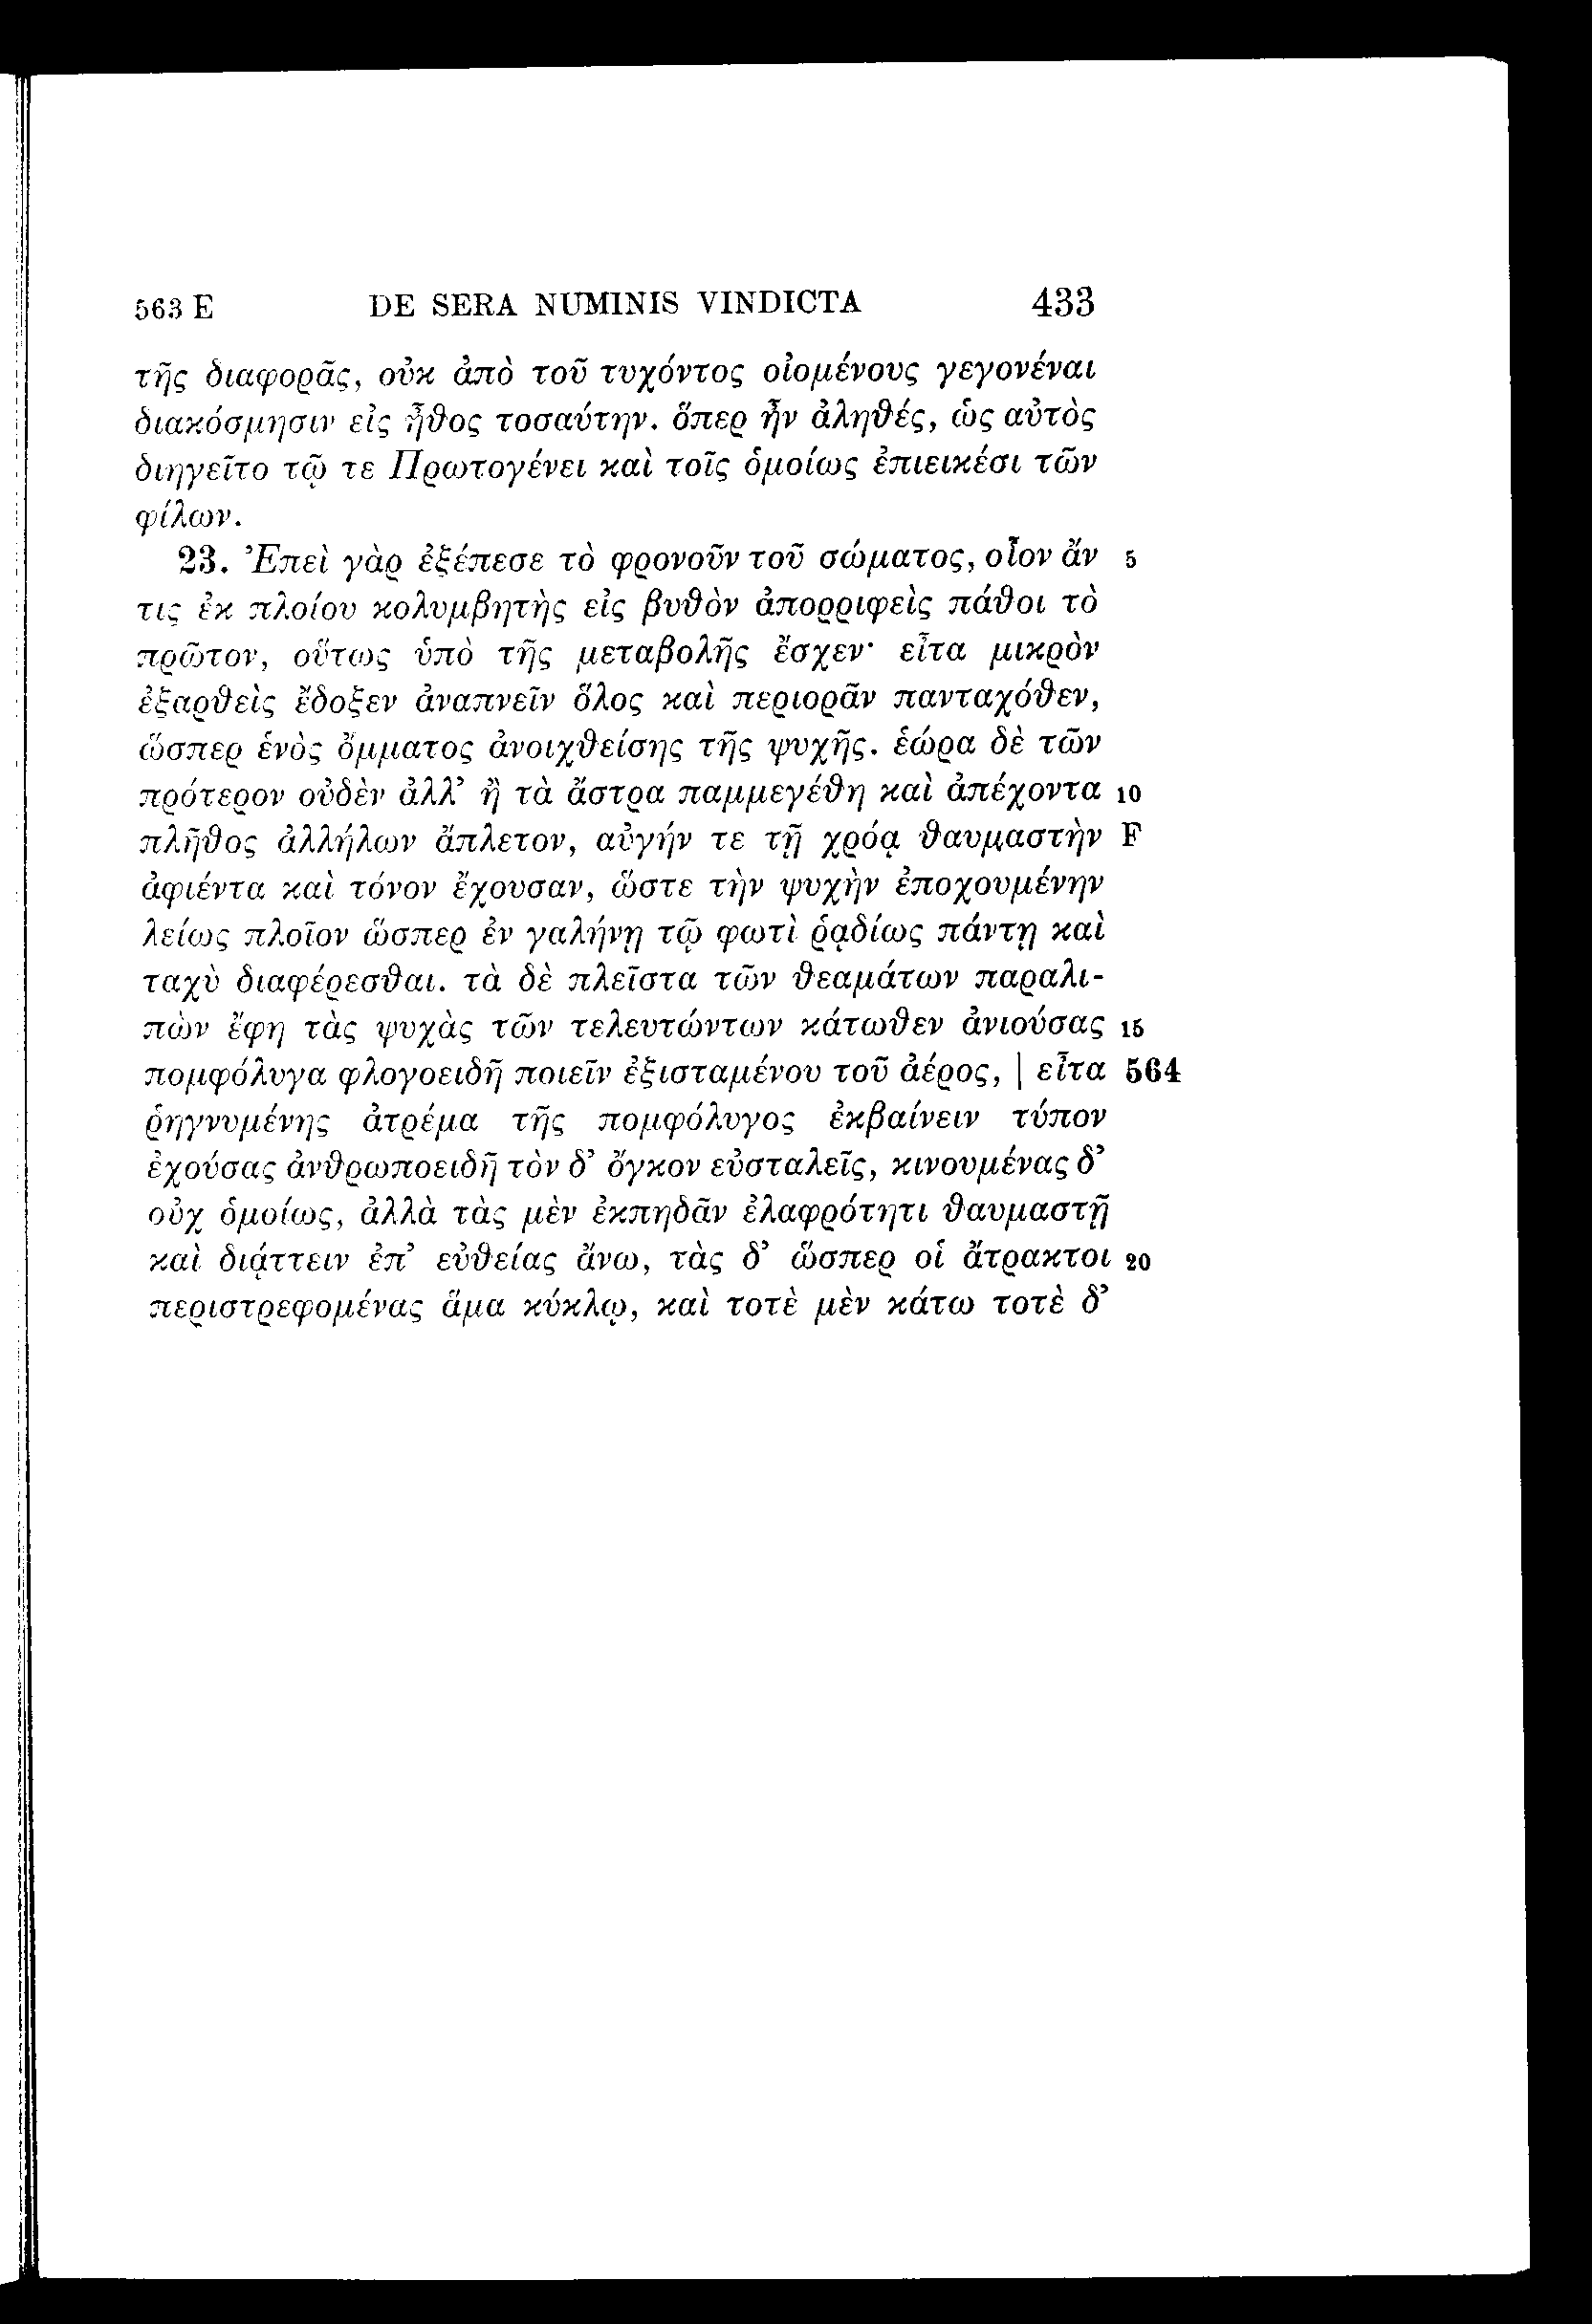 563 E DE SERA NUMINIS VINDICTA 433
τῆς διαφορᾶς, οὐκ ἀπὸ τοῦ τυχόντος οἰομένους γεγονέναι
διακόσμησιν εἰς ἦθος τοσαύτην. ὅπερ ἦν ἀληθές, ὡς αὐτὸς
διηγεῖτο τῷ τε Πρωτογένει καὶ τοῖς ὁμοίως ἐπιεικέσι τῶν
φίλων.
23. Ἐπεὶ γὰρ ἐξέπεσε τὸ φρονοῦν τοῦ σώματος, οἷον ἄν 5
τις ἐκ πλοίου κολυμβητὴς εἰς βυθὸν ἀπορριφεὶς πάθοι τὸ
πρῶτον, οὕτως ὑπὸ τῆς μεταβολῆς ἔσχεν· εἶτα μικρὸν
ἐξαρθεὶς ἔδοξεν ἀναπνεῖν ὅλος καὶ περιορᾶν πανταχόθεν,
ὥσπερ ἑνὸς ὄμματος ἀνοιχθείσης τῆς ψυχῆς. ἑώρα δὲ τῶν
πρότερον οὐδὲν ἀλλ’ ἢ τὰ ἄστρα παμμεγέθη καὶ ἀπέχοντα 10
πλῆθος ἀλλήλων ἄπλετον, αὐγήν τε τῇ χρόᾳ θαυμαστὴν F
ἀφιέντα καὶ τόνον ἔχουσαν, ὥστε τὴν ψυχὴν ἐποχουμένην
λείως πλοῖον ὥσπερ ἐν γαλήνῃ τῷ φωτὶ ῥᾳδίως πάντῃ καὶ
ταχὺ διαφέρεσθαι. τὰ δὲ πλεῖστα τῶν θεαμάτων παραλι-
πὼν ἔφη τὰς ψυχὰς τῶν τελευτώντων κάτωθεν ἀνιούσας 15
πομφόλυγα φλογοειδῆ ποιεῖν ἐξισταμένου τοῦ ἀέρος, | εἶτα 564
ῥηγνυμένης ἀτρέμα τῆς πομφόλυγος ἐκβαίνειν τύπον
ἐχούσας ἀνθρωποειδῆ τὸν δ’ ὄγκον εὐσταλεῖς, κινουμένας δ’
οὐχ ὁμοίως, ἀλλὰ τὰς μὲν ἐκπηδᾶν ἐλαφρότητι θαυμαστῇ
καὶ διᾴττειν ἐπ’ εὐθείας ἄνω, τὰς δ’ ὥσπερ οἱ ἄτρακτοι 20
περιστρεφομένας ἅμα κύκλῳ, καὶ τοτὲ μὲν κάτω τοτὲ δ’